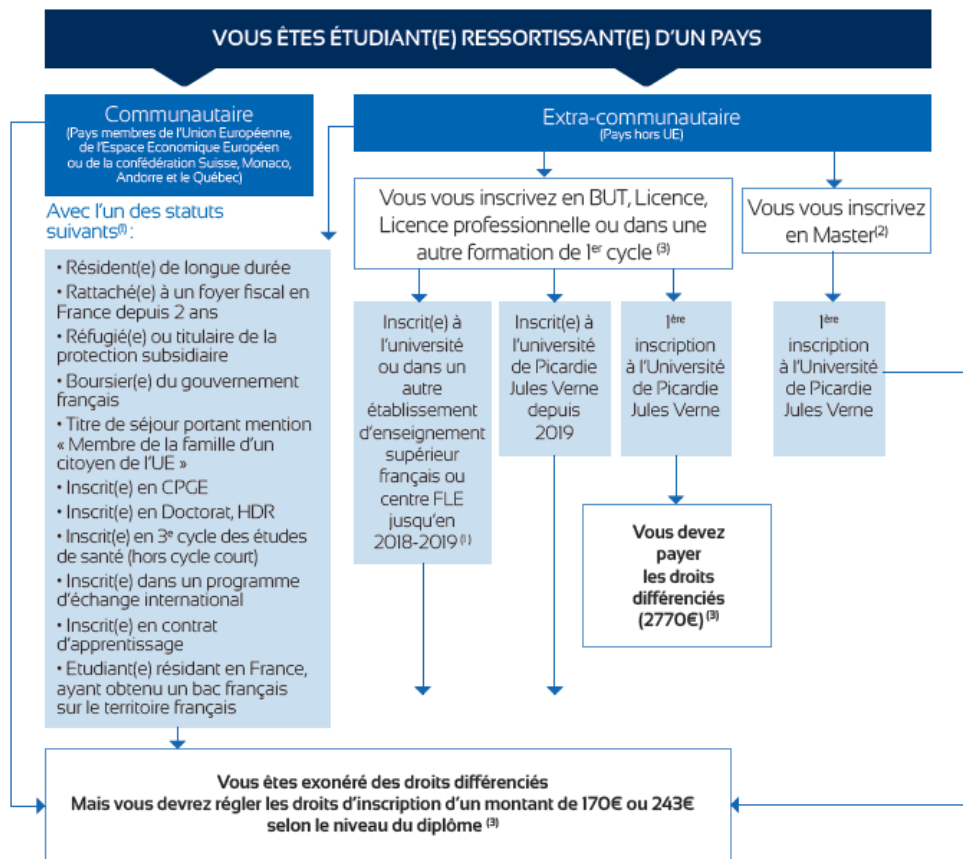 VOUS ÊTES ÉTUDIANT(E) RESSORTISSANT(E) D'UN PAYS
Communautaire
(Pays membres de l'Union Européenne,
de l'Espace Economique Européen
ou de la confédération Suisse, Monaco,
Andorre et le Québec)
Extra-communautaire
(Pays hors UE)
Avec l'un des statuts
suivants(1) :
• Résident(e) de longue durée
• Rattaché(e) à un foyer fiscal en
France depuis 2 ans
• Réfugié(e) ou titulaire de la
protection subsidiaire
• Boursier(e) du gouvernement
français
• Titre de séjour portant mention
« Membre de la famille d'un
citoyen de l'UE »
• Inscrit(e) en CPGE
• Inscrit(e) en Doctorat, HDR
• Inscrit(e) en 3e cycle des études
de santé (hors cycle court)
• Inscrit(e) dans un programme
d'échange international
• Inscrit(e) en contrat
d'apprentissage
• Etudiant(e) résidant en France,
ayant obtenu un bac français
sur le territoire français
Vous vous inscrivez en BUT, Licence,
Licence professionnelle ou dans une
autre formation de 1er cycle (3)
Vous vous inscrivez
en Master(2)
Inscrit(e) à
l'université
ou dans un
autre
établissement
d'enseignement
supérieur
français ou
centre FLE
jusqu'en
2018-2019 (1)
Inscrit(e) à
l'université
de Picardie
Jules Verne
depuis
2019
1ère
inscription
à l'Université
de Picardie
Jules Verne
1ère
inscription
à l'Université
de Picardie
Jules Verne
Vous devez
payer
les droits
différenciés
(2770€) (3)
Vous êtes exonéré des droits différenciés
Mais vous devrez régler les droits d'inscription d'un montant de 170€ ou 243€
selon le niveau du diplôme (3)